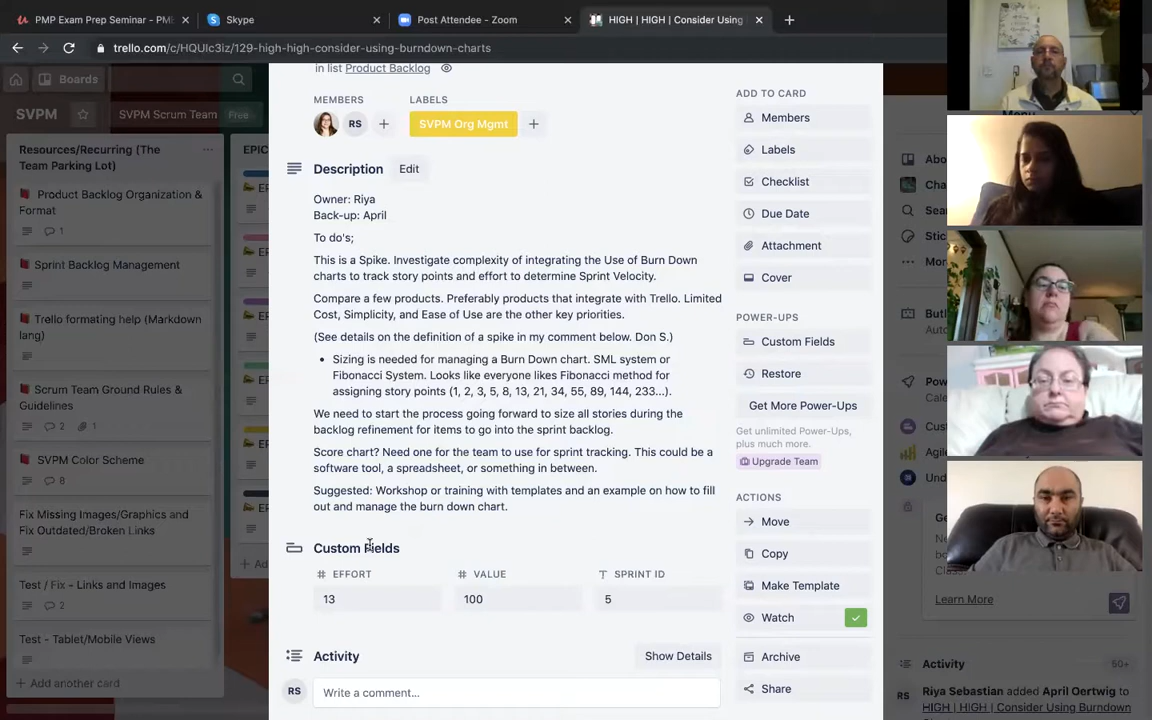 PMP Exam Prep Seminar - PMB
Skype
Post Attendee - Zoom
HIGH | HIGH | Consider Using
trello.com/c/HQUlc3iz/129-high-high-consider-using-burndown-charts
Boards
SVPM
SVPM Scrum Team
Free
Resources/Recurring (The
Team Parking Lot)
Product Backlog Organization &
Format
1
Sprint Backlog Management
Trello formating help (Markdown
lang)
Scrum Team Ground Rules &
Guidelines
2
1
SVPM Color Scheme
8
Fix Missing Images/Graphics and
Fix Outdated/Broken Links
Test / Fix - Links and Images
2
Test - Tablet/Mobile Views
+ Add another card
EPIC
in list Product Backlog
MEMBERS
LABELS
RS
+
SVPM Org Mgmt
+
Description
Edit
Owner: Riya
Back-up: April
To do's;
This is a Spike. Investigate complexity of integrating the Use of Burn Down
charts to track story points and effort to determine Sprint Velocity.
Compare a few products. Preferably products that integrate with Trello. Limited
Cost, Simplicity, and Ease of Use are the other key priorities.
(See details on the definition of a spike in my comment below. Don S.)
• Sizing is needed for managing a Burn Down chart. SML system or
Fibonacci System. Looks like everyone likes Fibonacci method for
assigning story points (1, 2, 3, 5, 8, 13, 21, 34, 55, 89, 144, 233...).
We need to start the process going forward to size all stories during the
backlog refinement for items to go into the sprint backlog.
Score chart? Need one for the team to use for sprint tracking. This could be a
software tool, a spreadsheet, or something in between.
Suggested: Workshop or training with templates and an example on how to fill
out and manage the burn down chart.
Custom Fields
# EFFORT
# VALUE
T SPRINT ID
13
100
5
Activity
Show Details
RS
Write a comment...
ADD TO CARD
Members
Labels
Checklist
Due Date
Attachment
Cover
POWER-UPS
Custom Fields
Restore
Get More Power-Ups
Get unlimited Power-Ups,
plus much more.
Upgrade Team
ACTIONS
Move
Copy
Make Template
Watch
Archive
Share
Learn More
Activity
50+
RS
Riya Sebastian added April Oertwig to
HIGH | HIGH | Consider Using Burndown